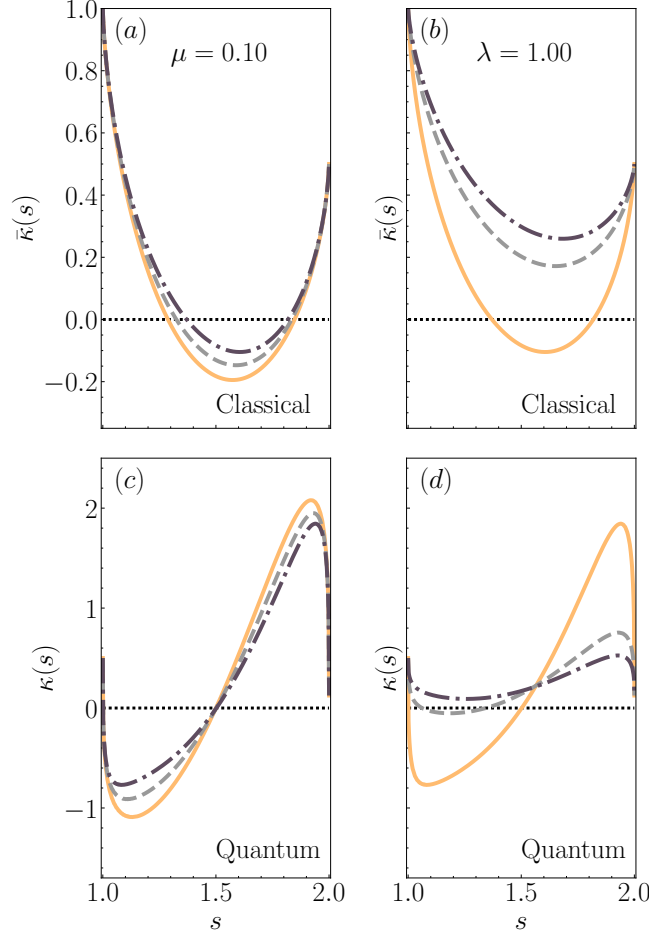 (a)
μ = 0.10
1.0
0.8
0.6
0.4
0.2
0.0
−0.2
κ̄(s)
Classical
(b)
λ = 1.00
κ̄(s)
Classical
(c)
2
1
0
−1
κ(s)
Quantum
1.0
1.5
2.0
s
(d)
κ(s)
Quantum
1.0
1.5
2.0
s